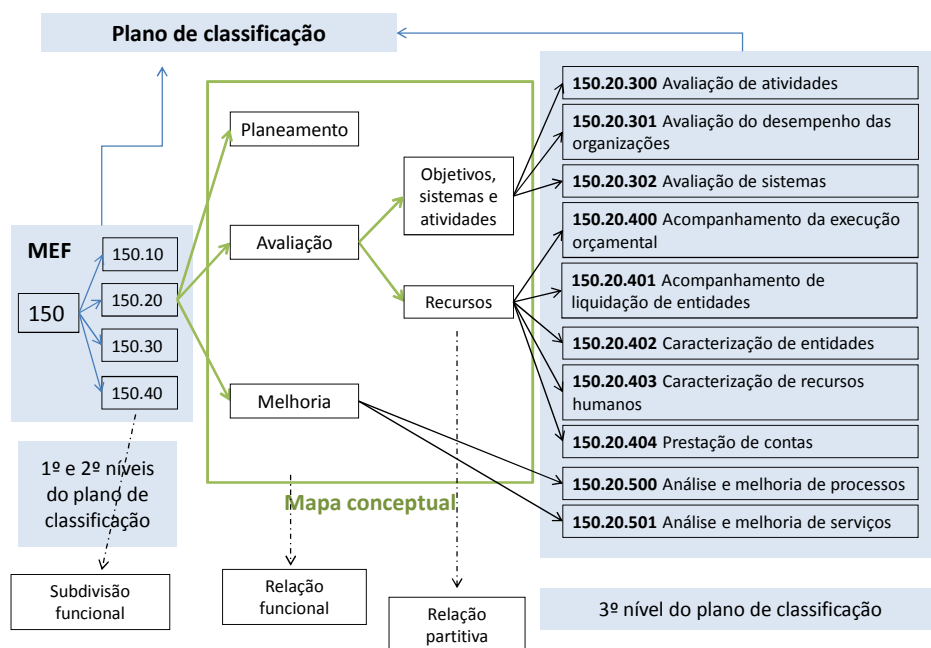 Plano de classificação
MEF
150
150.10
150.20
150.30
150.40
1º e 2º níveis
do plano de
classificação
Subdivisão
funcional
Planeamento
Avaliação
Melhoria
Objetivos,
sistemas e
atividades
Recursos
Mapa conceptual
Relação
funcional
Relação
partitiva
150.20.300 Avaliação de atividades
150.20.301 Avaliação do desempenho das
organizações
150.20.302 Avaliação de sistemas
150.20.400 Acompanhamento da execução
orçamental
150.20.401 Acompanhamento de
liquidação de entidades
150.20.402 Caracterização de entidades
150.20.403 Caracterização de recursos
humanos
150.20.404 Prestação de contas
150.20.500 Análise e melhoria de processos
150.20.501 Análise e melhoria de serviços
3º nível do plano de classificação